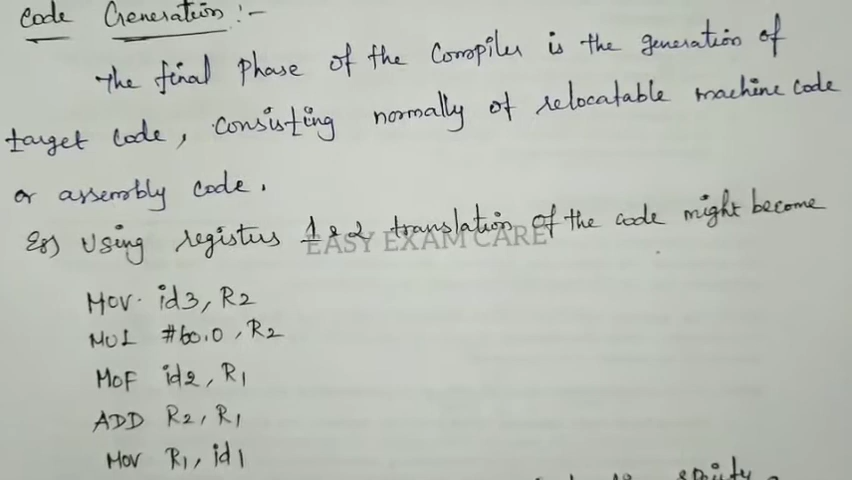 Code Generation :-
The final Phase of the Compiler is the generation of
target code, consisting normally of relocatable machine code
or assembly code.
Ex) Using registers 1 & 2 translation of the code might become
EASY EXAM CARE
MOV id3, R2
MUL #60.0, R2
MOF id2, R1
ADD R2, R1
Mov R1, id1